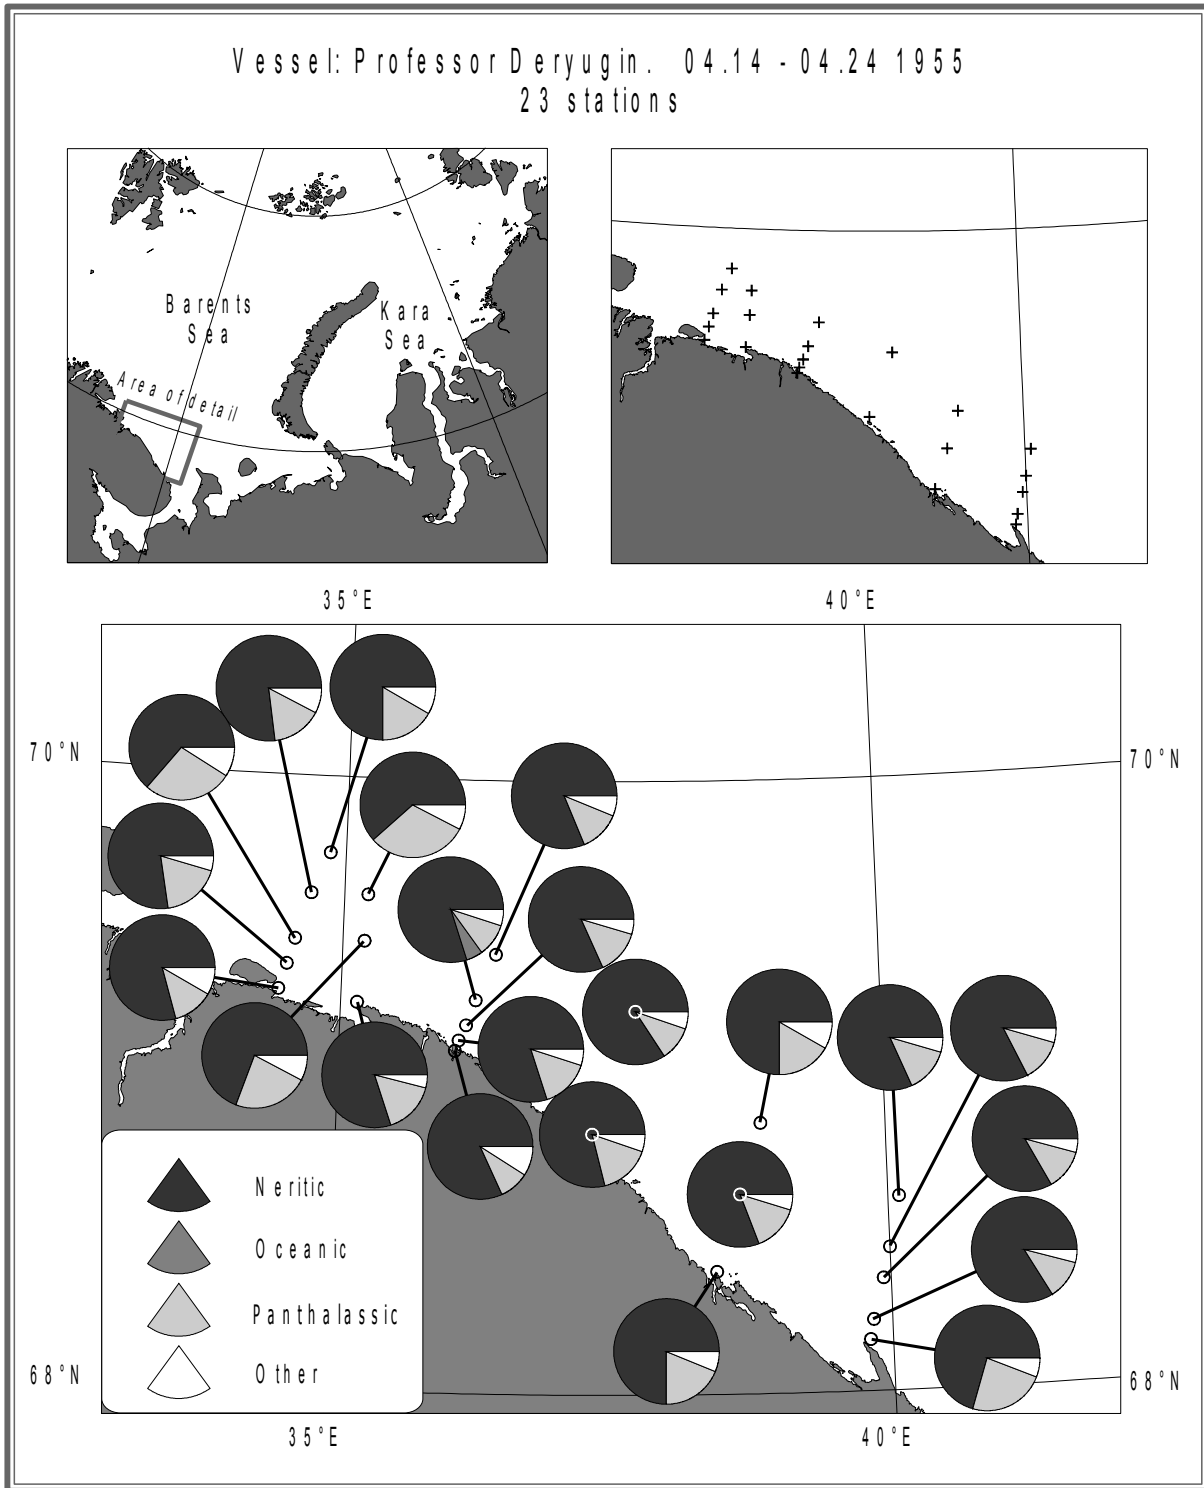 Vessel: Professor Deryugin. 04.14 - 04.24 1955
23 stations
Barents
Sea
Kara
Sea
Area of detail
35°E
40°E
70°N
70°N
Neritic
Oceanic
Panthalassic
Other
68°N
68°N
35°E
40°E